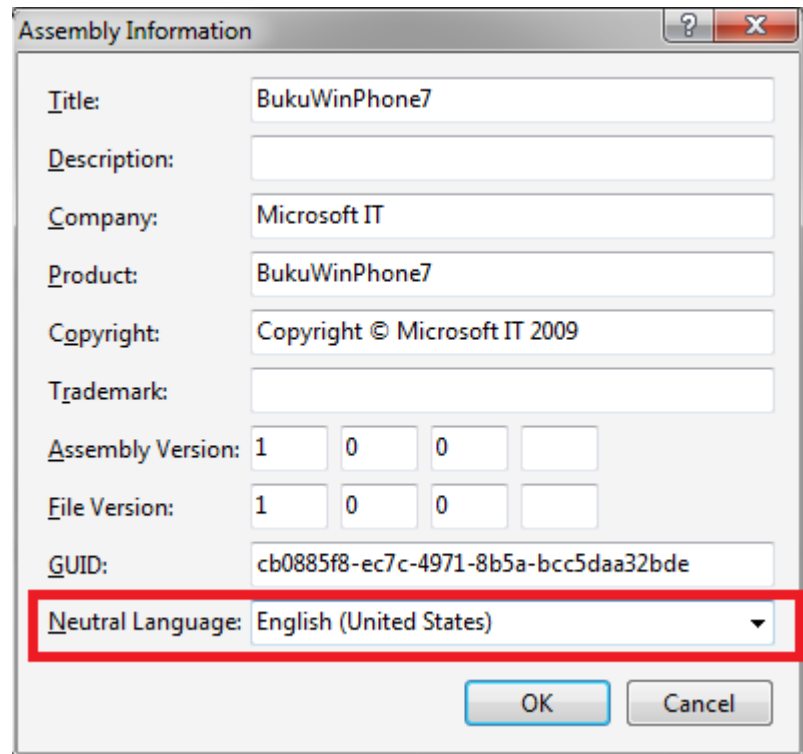 Assembly Information
Title: BukuWinPhone7
Description:
Company: Microsoft IT
Product: BukuWinPhone7
Copyright: Copyright © Microsoft IT 2009
Trademark:
Assembly Version: 1 0 0
File Version: 1 0 0
GUID: cb0885f8-ec7c-4971-8b5a-bcc5daa32bde
Neutral Language: English (United States)
OK Cancel